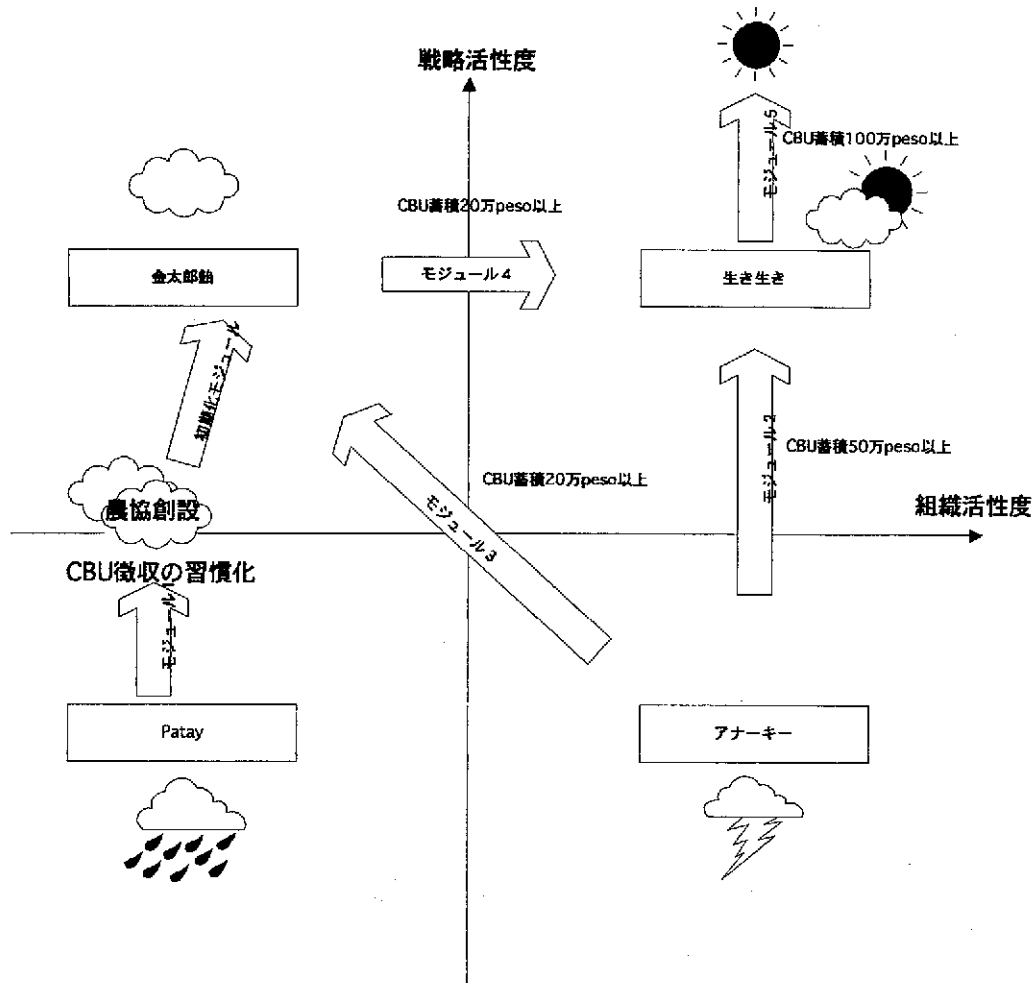 戦略活性度
CBU蓄積100万peso以上
モジュール5
CBU蓄積20万peso以上
金太郎飴
モジュール4
生き生き
初期化モジュール
モジュール2
CBU蓄積50万peso以上
CBU蓄積20万peso以上
モジュール3
農協創設
組織活性度
CBU徴収の習慣化
モジュール1
Patay
アナーキー